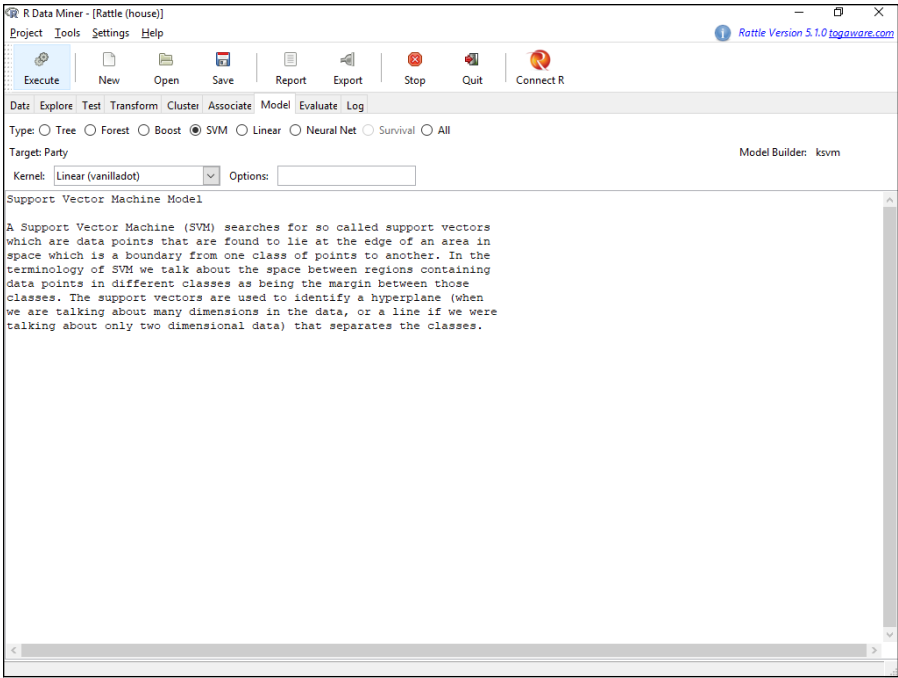 R Data Miner - [Rattle (house)]
Project Tools Settings Help
Rattle Version 5.1.0 togaware.com
Execute New Open Save Report Export Stop Quit Connect R
Data Explore Test Transform Cluster Associate Model Evaluate Log
Type: Tree Forest Boost SVM Linear Neural Net Survival All
Target: Party Model Builder: ksvm
Kernel: Linear (vanilladot) Options:
Support Vector Machine Model
A Support Vector Machine (SVM) searches for so called support vectors
which are data points that are found to lie at the edge of an area in
space which is a boundary from one class of points to another. In the
terminology of SVM we talk about the space between regions containing
data points in different classes as being the margin between those
classes. The support vectors are used to identify a hyperplane (when
we are talking about many dimensions in the data, or a line if we were
talking about only two dimensional data) that separates the classes.